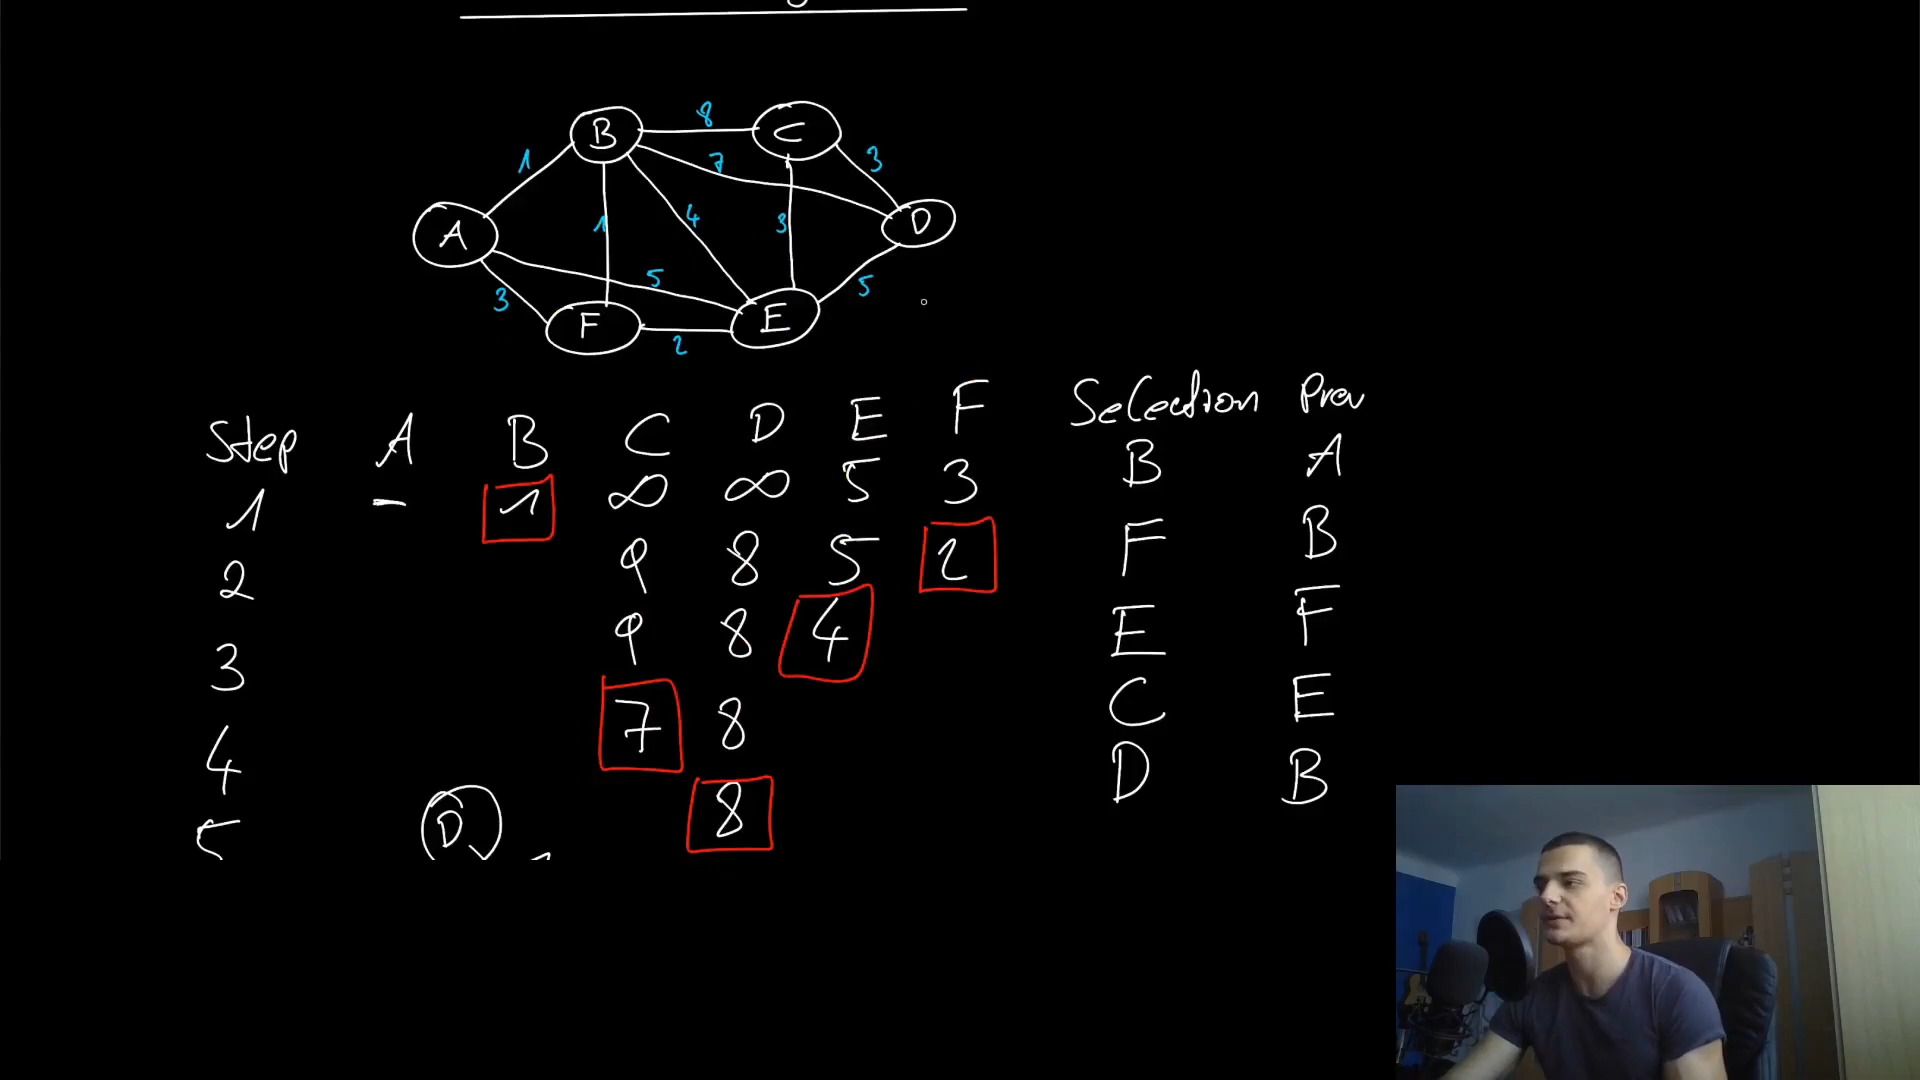 B 8 C
1 7 3
A 1 4 3 D
5
3 5
F 2 E
Step A B C D E F Selection Prev
1 - 1 ∞ ∞ 5 3 B A
2 9 8 5 2 F B
3 9 8 4 E F
4 7 8 C E
5 D 8 D B